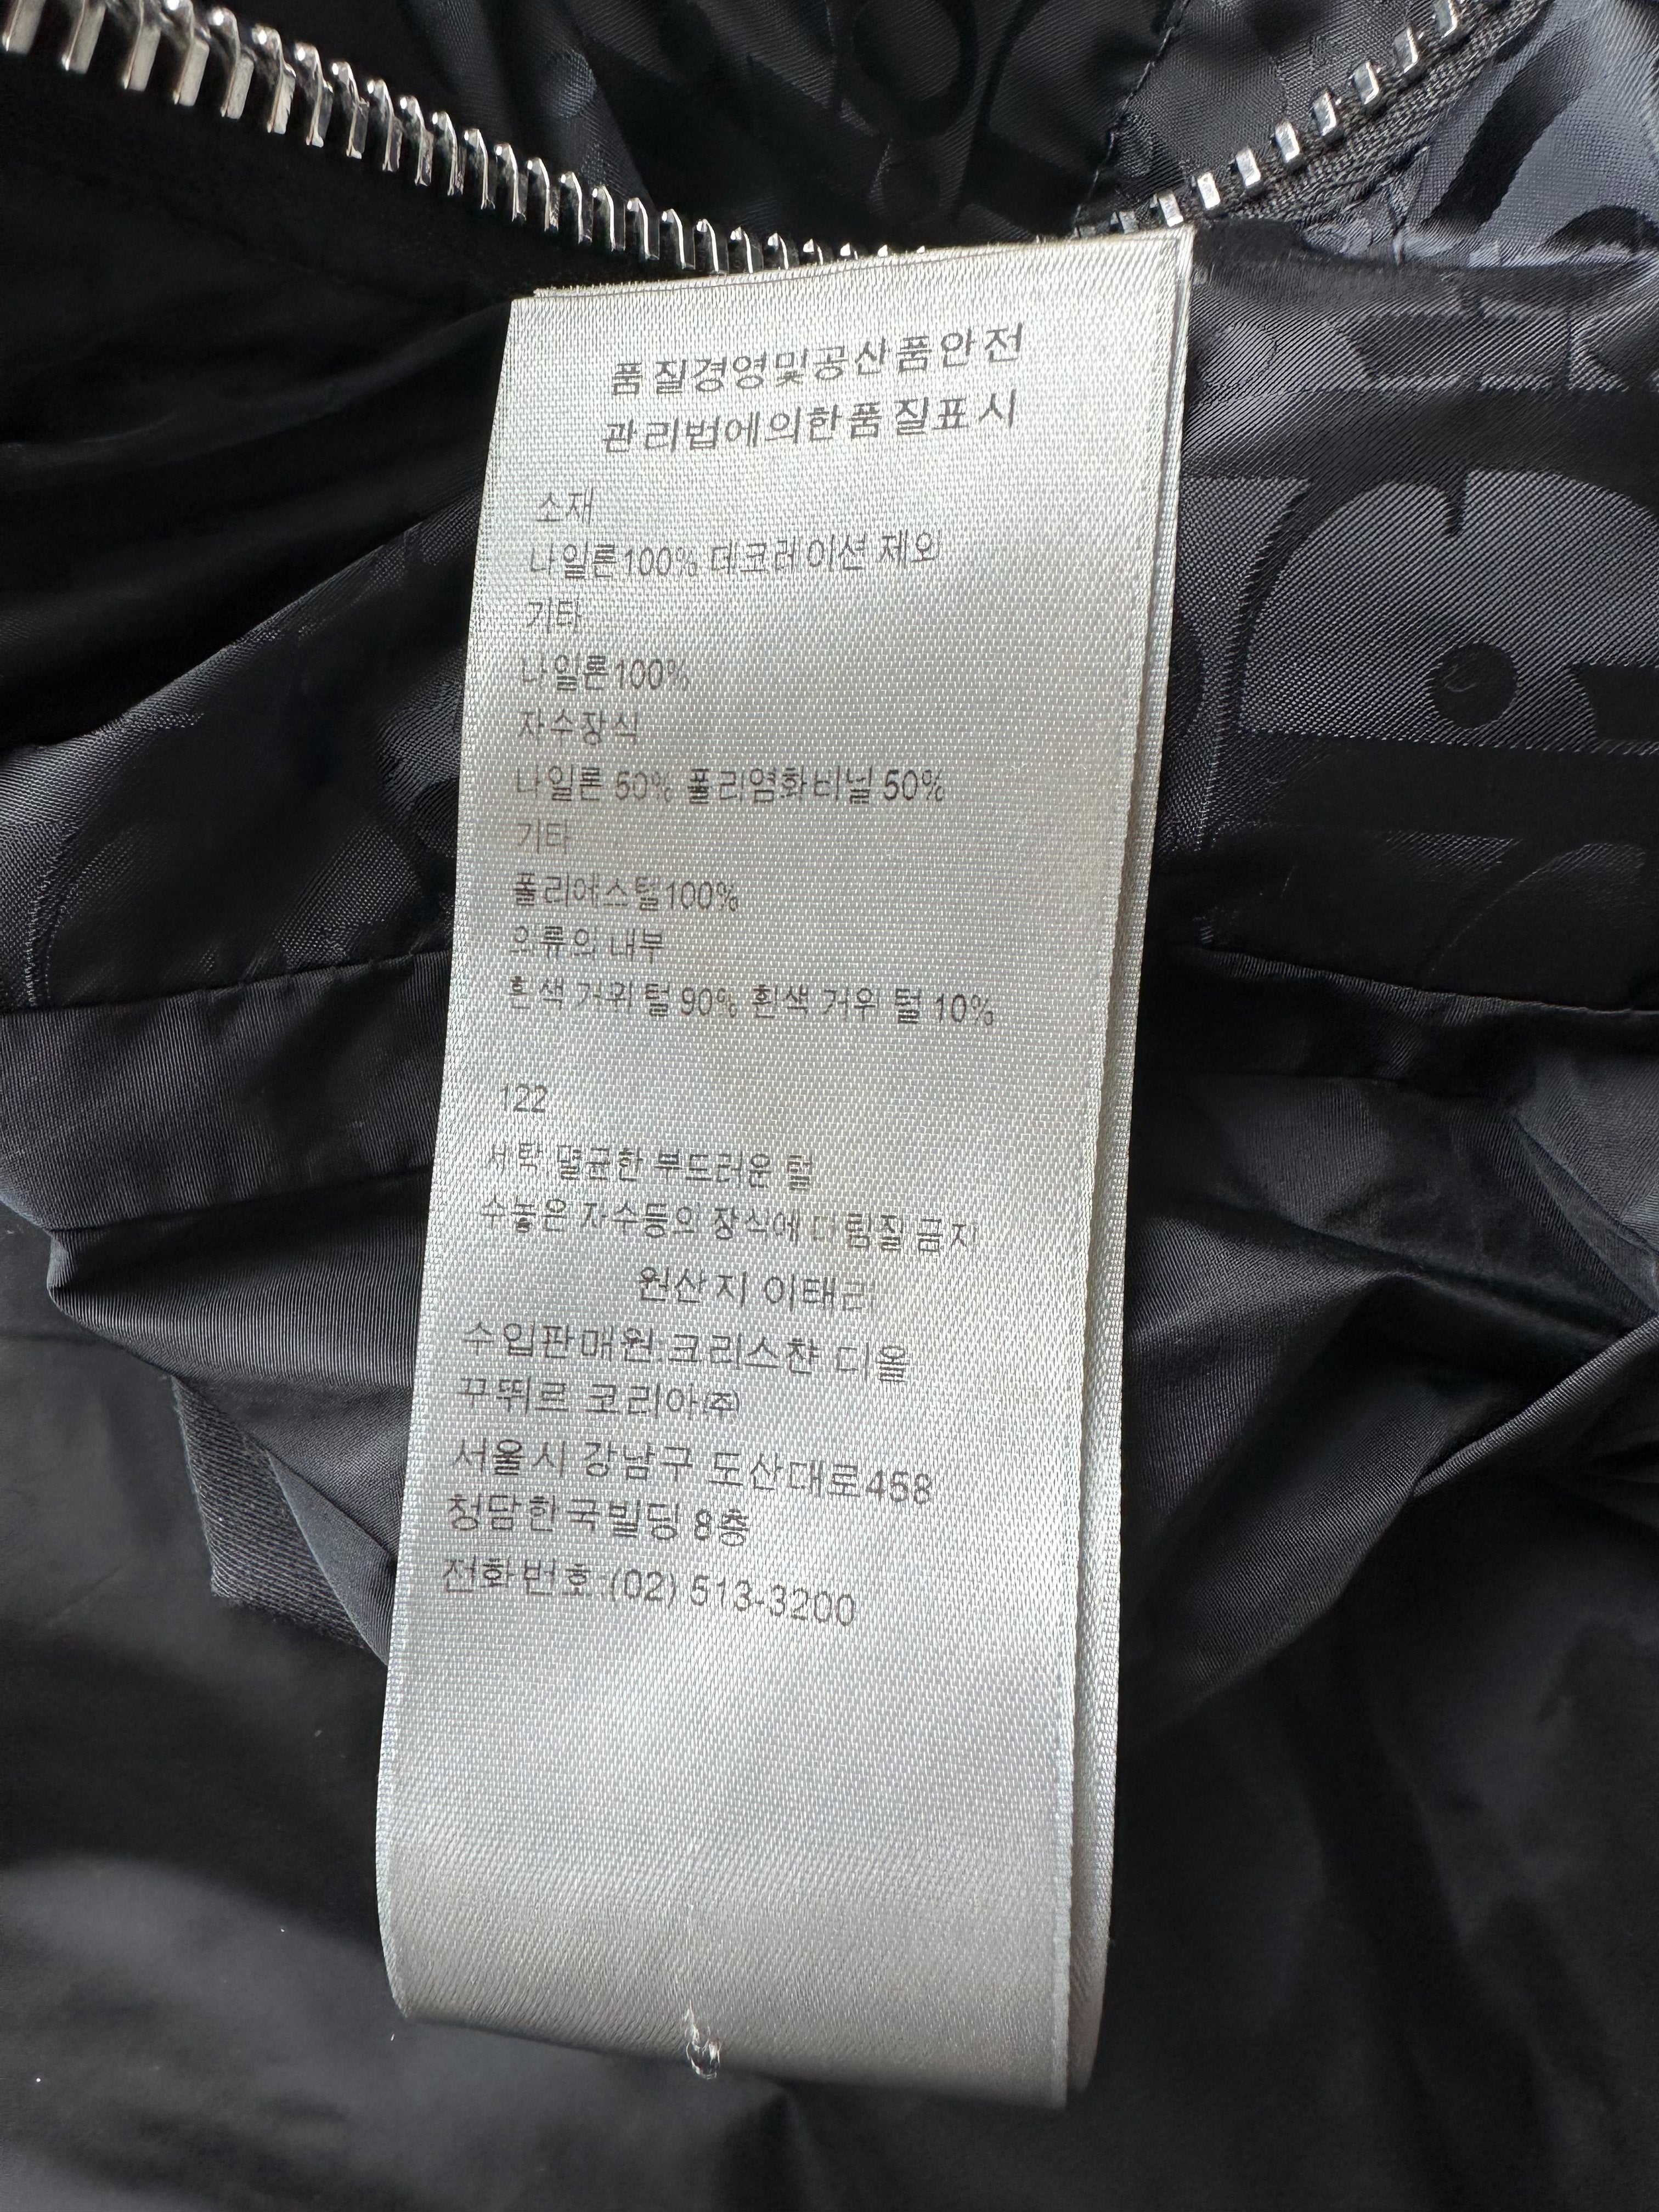 품질경영및공산품안전
관리법에의한품질표시
소재
나일론100% 데코레이션 제외
기타
나일론100%
자수장식
나일론 50% 폴리염화비닐 50%
기타
폴리에스텔100%
의류의 내부
흰색 거위 털 90% 흰색 거위 털 10%
122
세탁 멸균한 부드러운 털
수놓은 자수등의 장식에 다림질 금지
원산지 이태리
수입판매원:크리스챤 디올
꾸뛰르 코리아㈜
서울시 강남구 도산대로458
청담한국빌딩 8층
전화번호:(02) 513-3200